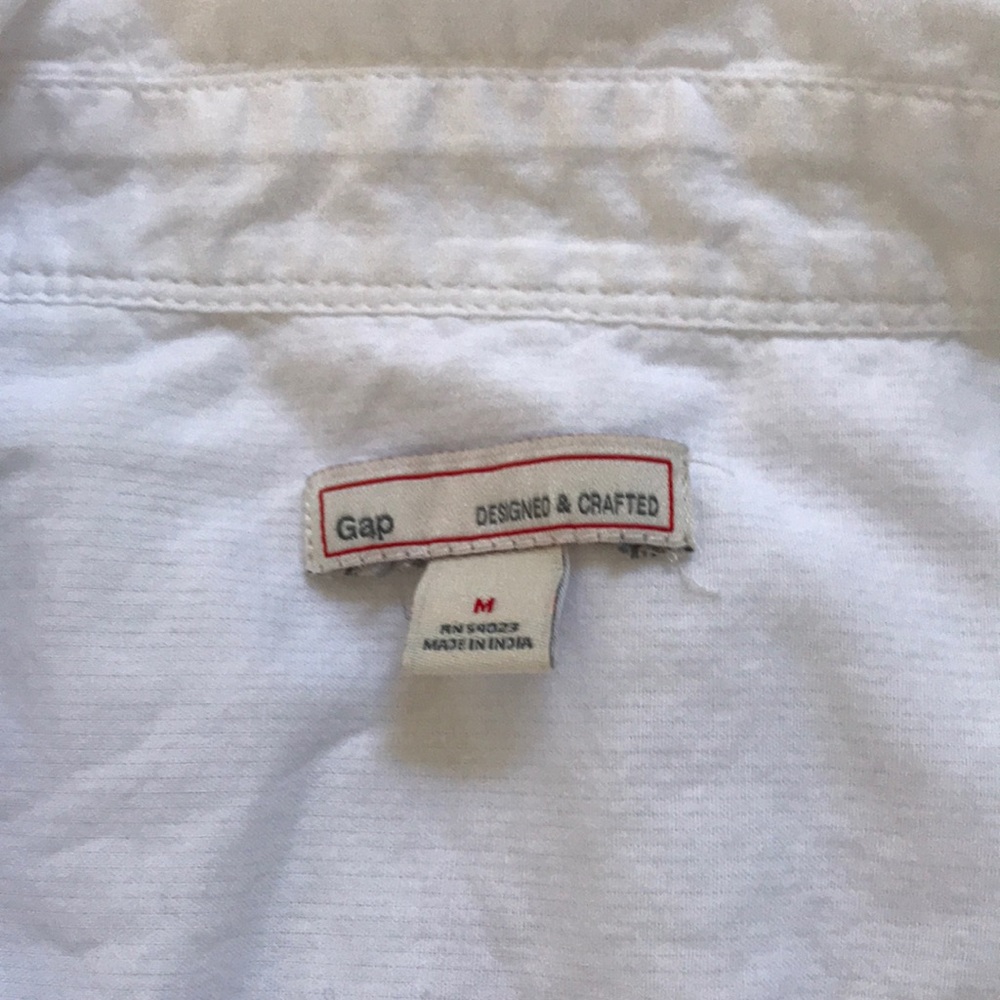 Gap DESIGNED & CRAFTED
M
RN 54023
MADE IN INDIA